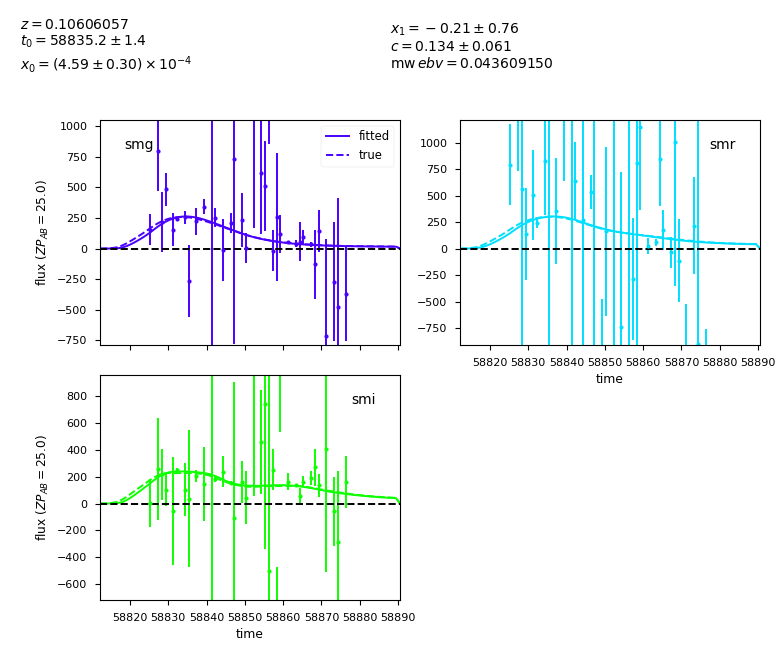 z = 0.10606057
t₀ = 58835.2 ± 1.4
x₀ = (4.59 ± 0.30) × 10⁻⁴
x₁ = −0.21 ± 0.76
c = 0.134 ± 0.061
mw ebv = 0.043609150
smg
fitted
true
1000
750
500
250
0
−250
−500
−750
flux (ZP_AB = 25.0)
smr
1000
750
500
250
0
−250
−500
−750
58820 58830 58840 58850 58860 58870 58880 58890
time
smi
800
600
400
200
0
−200
−400
−600
flux (ZP_AB = 25.0)
58820 58830 58840 58850 58860 58870 58880 58890
time